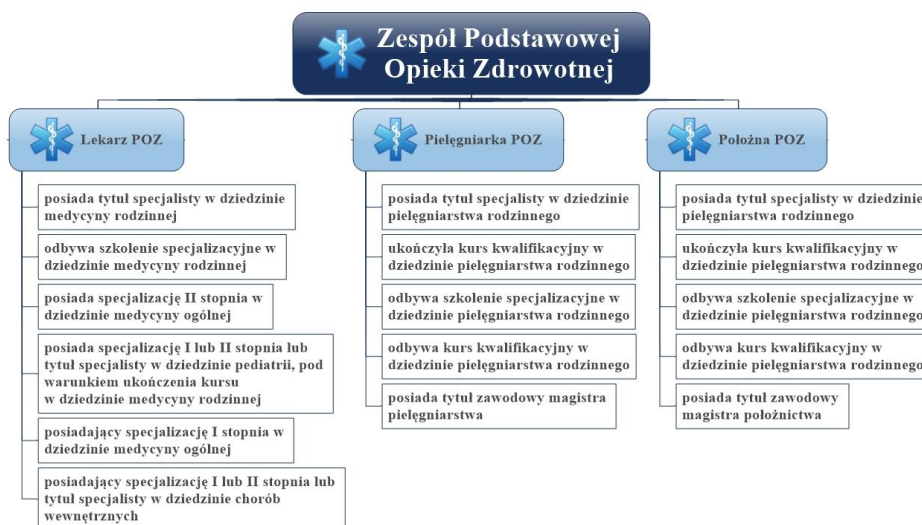 Zespół Podstawowej
Opieki Zdrowotnej
Lekarz POZ
posiada tytuł specjalisty w dziedzinie
medycyny rodzinnej
odbywa szkolenie specjalizacyjne w
dziedzinie medycyny rodzinnej
posiada specjalizację II stopnia w
dziedzinie medycyny ogólnej
posiada specjalizację I lub II stopnia lub
tytuł specjalisty w dziedzinie pediatrii, pod
warunkiem ukończenia kursu
w dziedzinie medycyny rodzinnej
posiadający specjalizację I stopnia w
dziedzinie medycyny ogólnej
posiadający specjalizację I lub II stopnia lub
tytuł specjalisty w dziedzinie chorób
wewnętrznych
Pielęgniarka POZ
posiada tytuł specjalisty w dziedzinie
pielęgniarstwa rodzinnego
ukończyła kurs kwalifikacyjny w
dziedzinie pielęgniarstwa rodzinnego
odbywa szkolenie specjalizacyjne w
dziedzinie pielęgniarstwa rodzinnego
odbywa kurs kwalifikacyjny w
dziedzinie pielęgniarstwa rodzinnego
posiada tytuł zawodowy magistra
pielęgniarstwa
Położna POZ
posiada tytuł specjalisty w dziedzinie
pielęgniarstwa rodzinnego
ukończyła kurs kwalifikacyjny w
dziedzinie pielęgniarstwa rodzinnego
odbywa szkolenie specjalizacyjne w
dziedzinie pielęgniarstwa rodzinnego
odbywa kurs kwalifikacyjny w
dziedzinie pielęgniarstwa rodzinnego
posiada tytuł zawodowy
magistra położnictwa